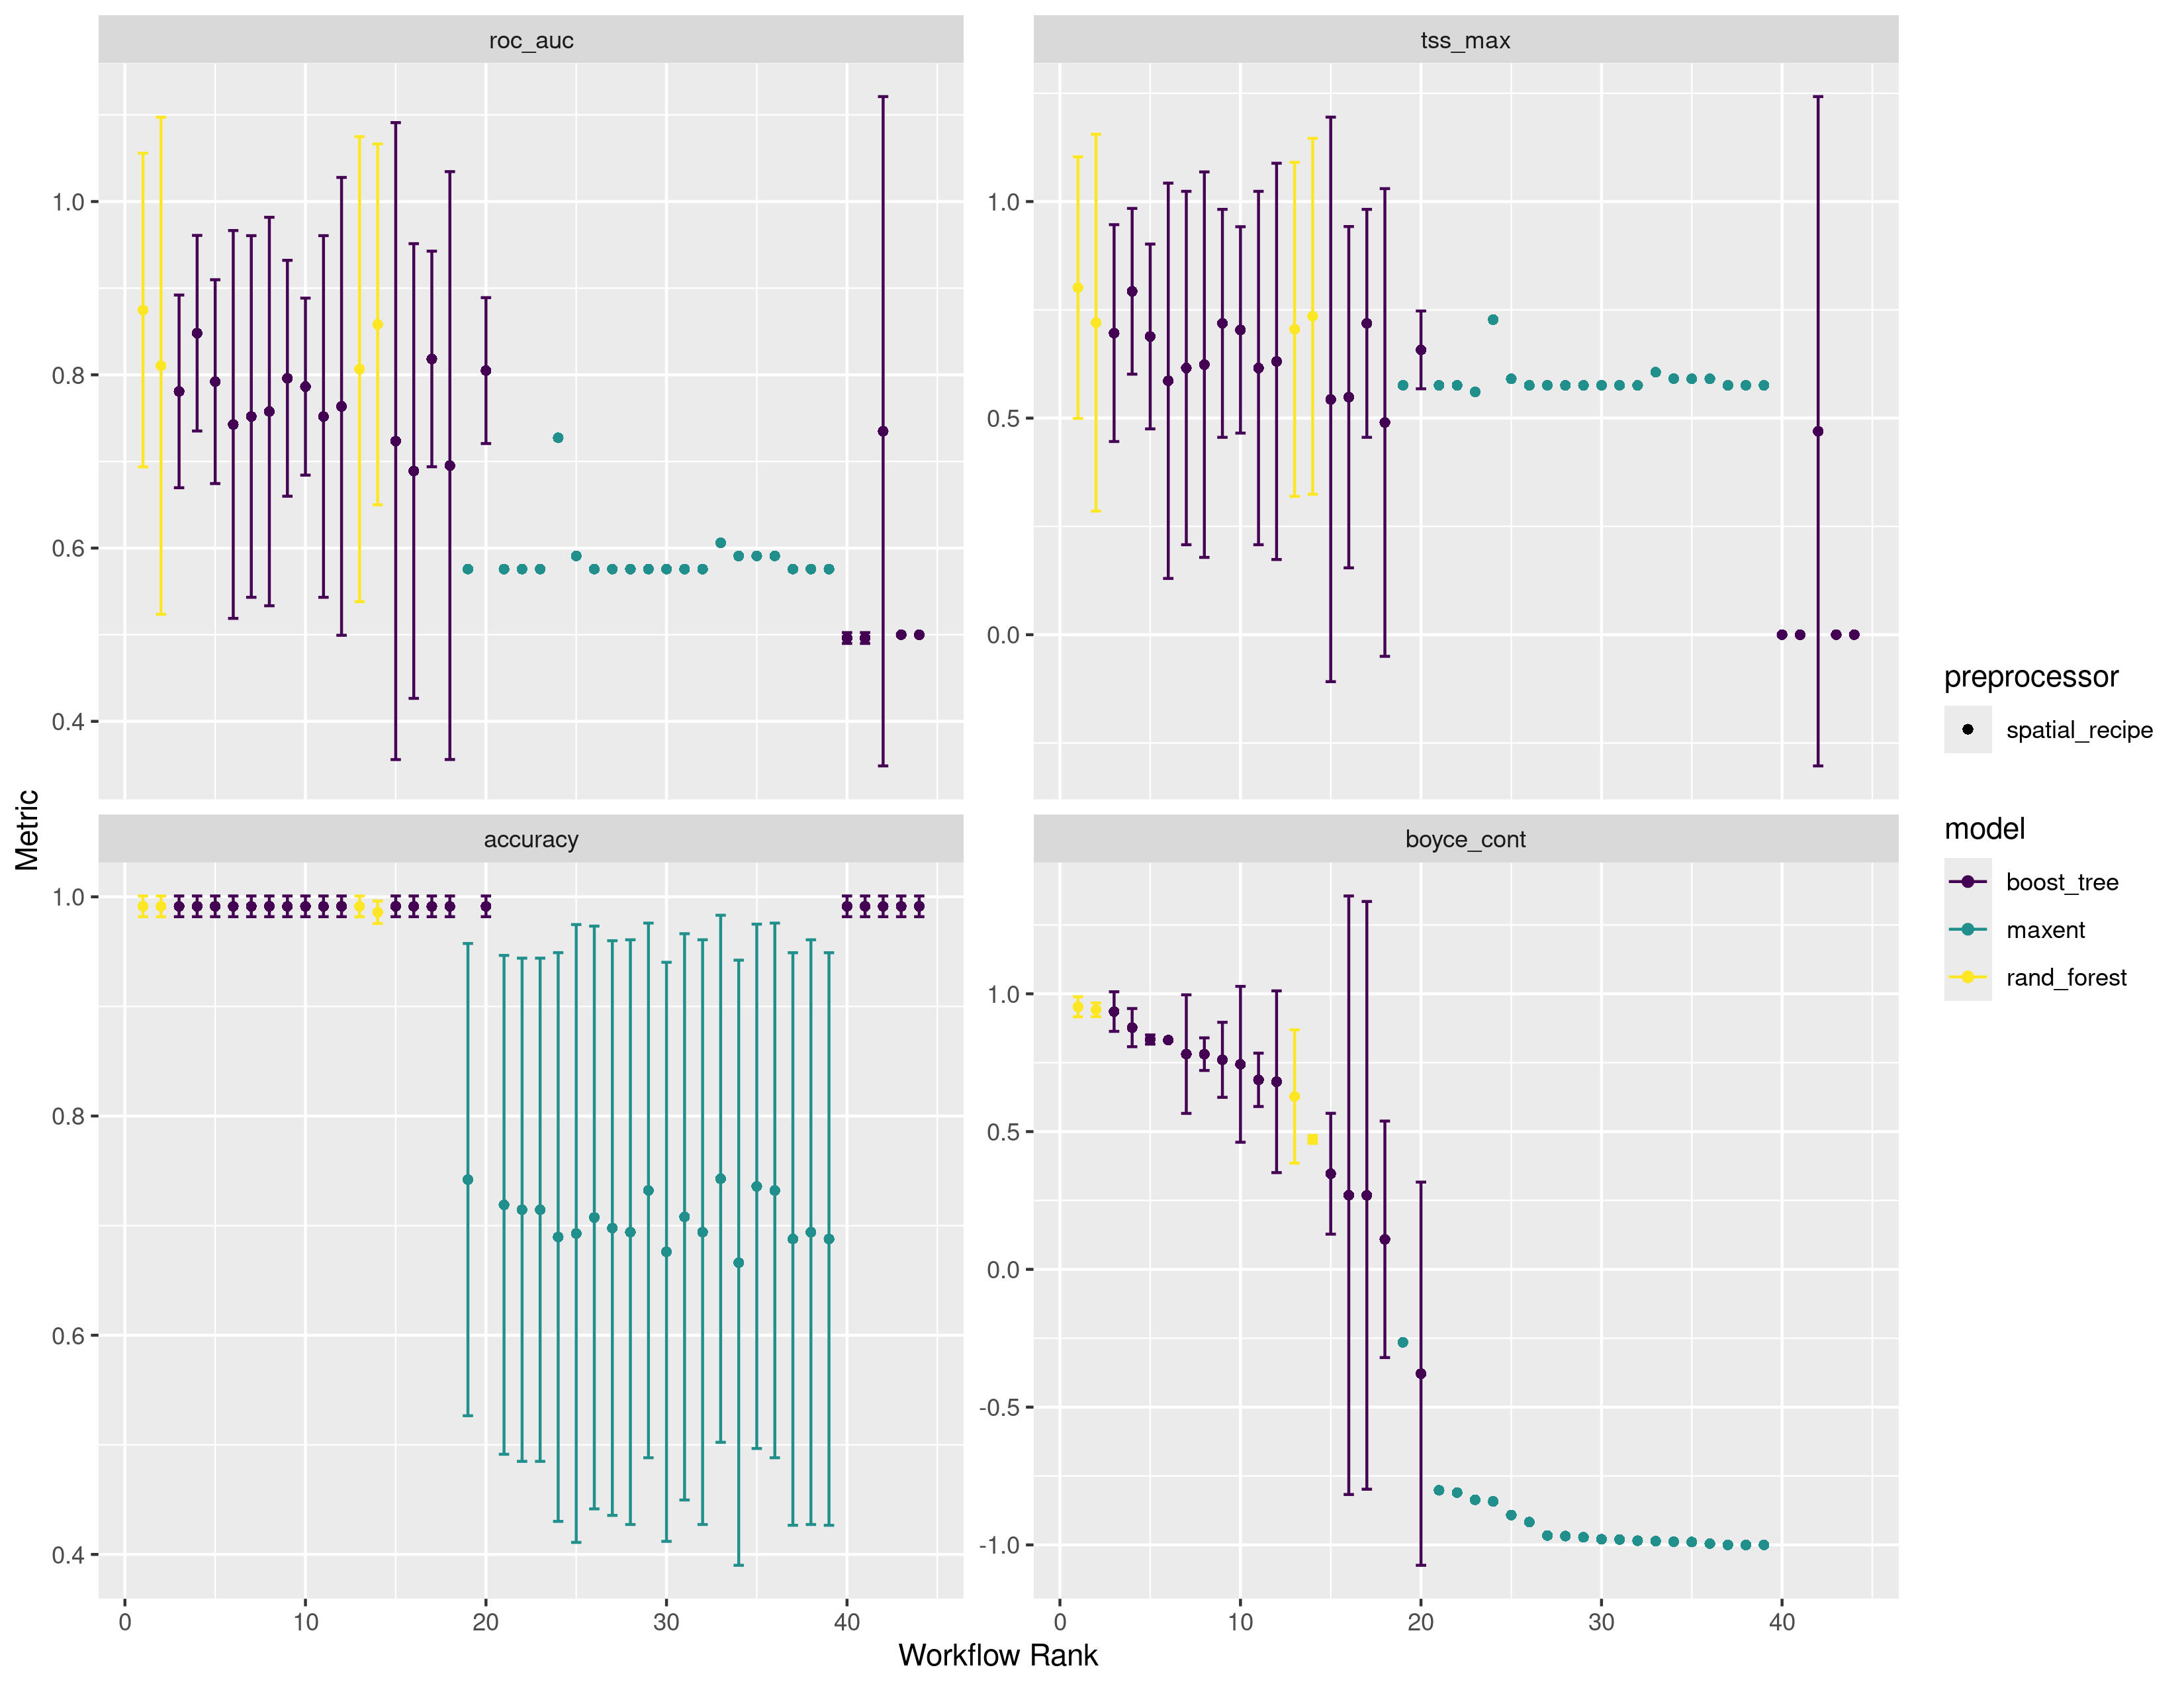 roc_auc
tss_max
1.0
0.8
0.6
0.4
1.0
0.5
0.0
accuracy
boyce_cont
1.0
0.8
0.6
0.4
1.0
0.5
0.0
-0.5
-1.0
0 10 20 30 40
0 10 20 30 40
Workflow Rank
Metric
preprocessor
spatial_recipe
model
boost_tree
maxent
rand_forest